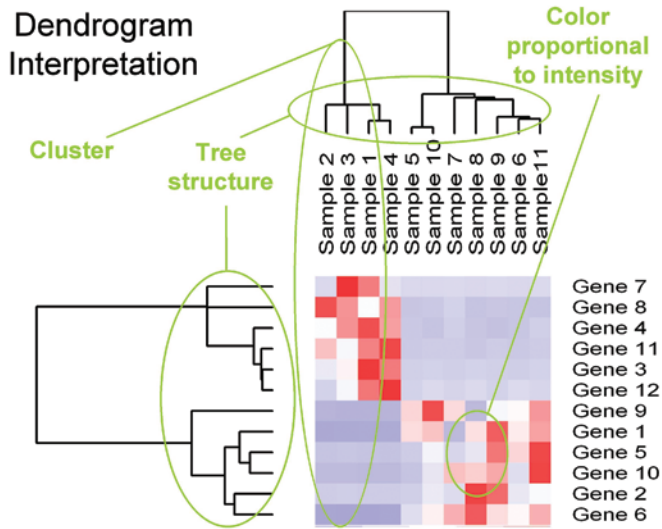 Dendrogram
Interpretation
Color
proportional
to intensity
Cluster
Tree
structure
Sample 2
Sample 3
Sample 1
Sample 4
Sample 5
Sample 10
Sample 7
Sample 8
Sample 9
Sample 6
Sample11
Gene 7
Gene 8
Gene 4
Gene 11
Gene 3
Gene 12
Gene 9
Gene 1
Gene 5
Gene 10
Gene 2
Gene 6